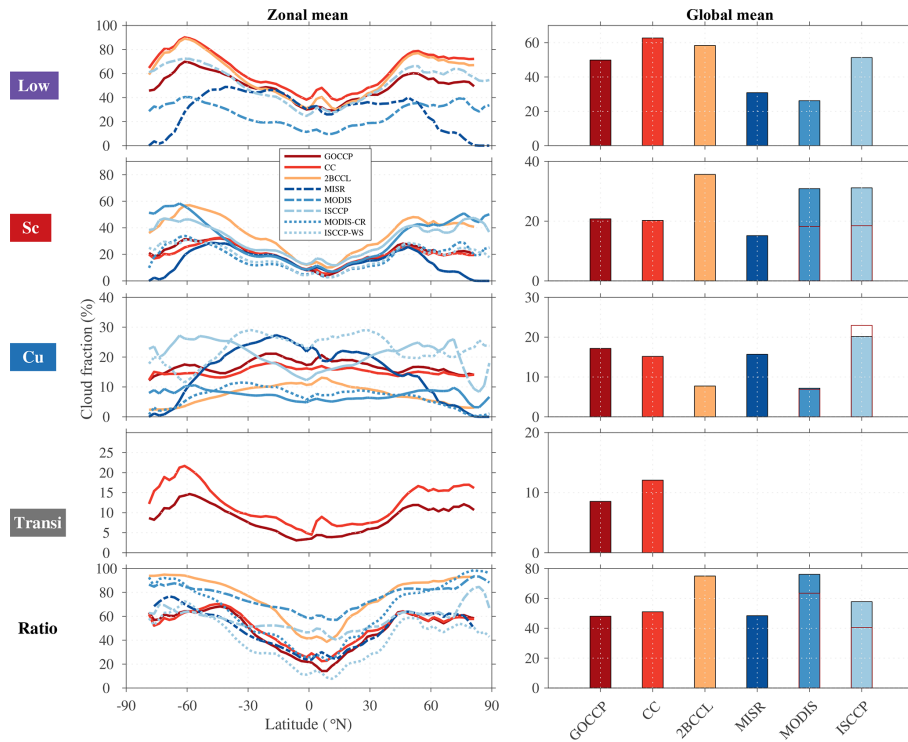 Zonal mean
Global mean
Low
100
80
60
40
20
0
60
40
20
0
Sc
80
60
40
20
0
GOCCP
CC
2BCCL
MISR
MODIS
ISCCP
MODIS-CR
ISCCP-WS
40
20
0
Cu
Cloud fraction (%)
40
30
20
10
0
30
20
10
0
Transi
25
20
15
10
5
0
20
10
0
Ratio
100
80
60
40
20
0
80
60
40
20
0
-90
-60
-30
0
30
60
90
Latitude (°N)
GOCCP
CC
2BCCL
MISR
MODIS
ISCCP